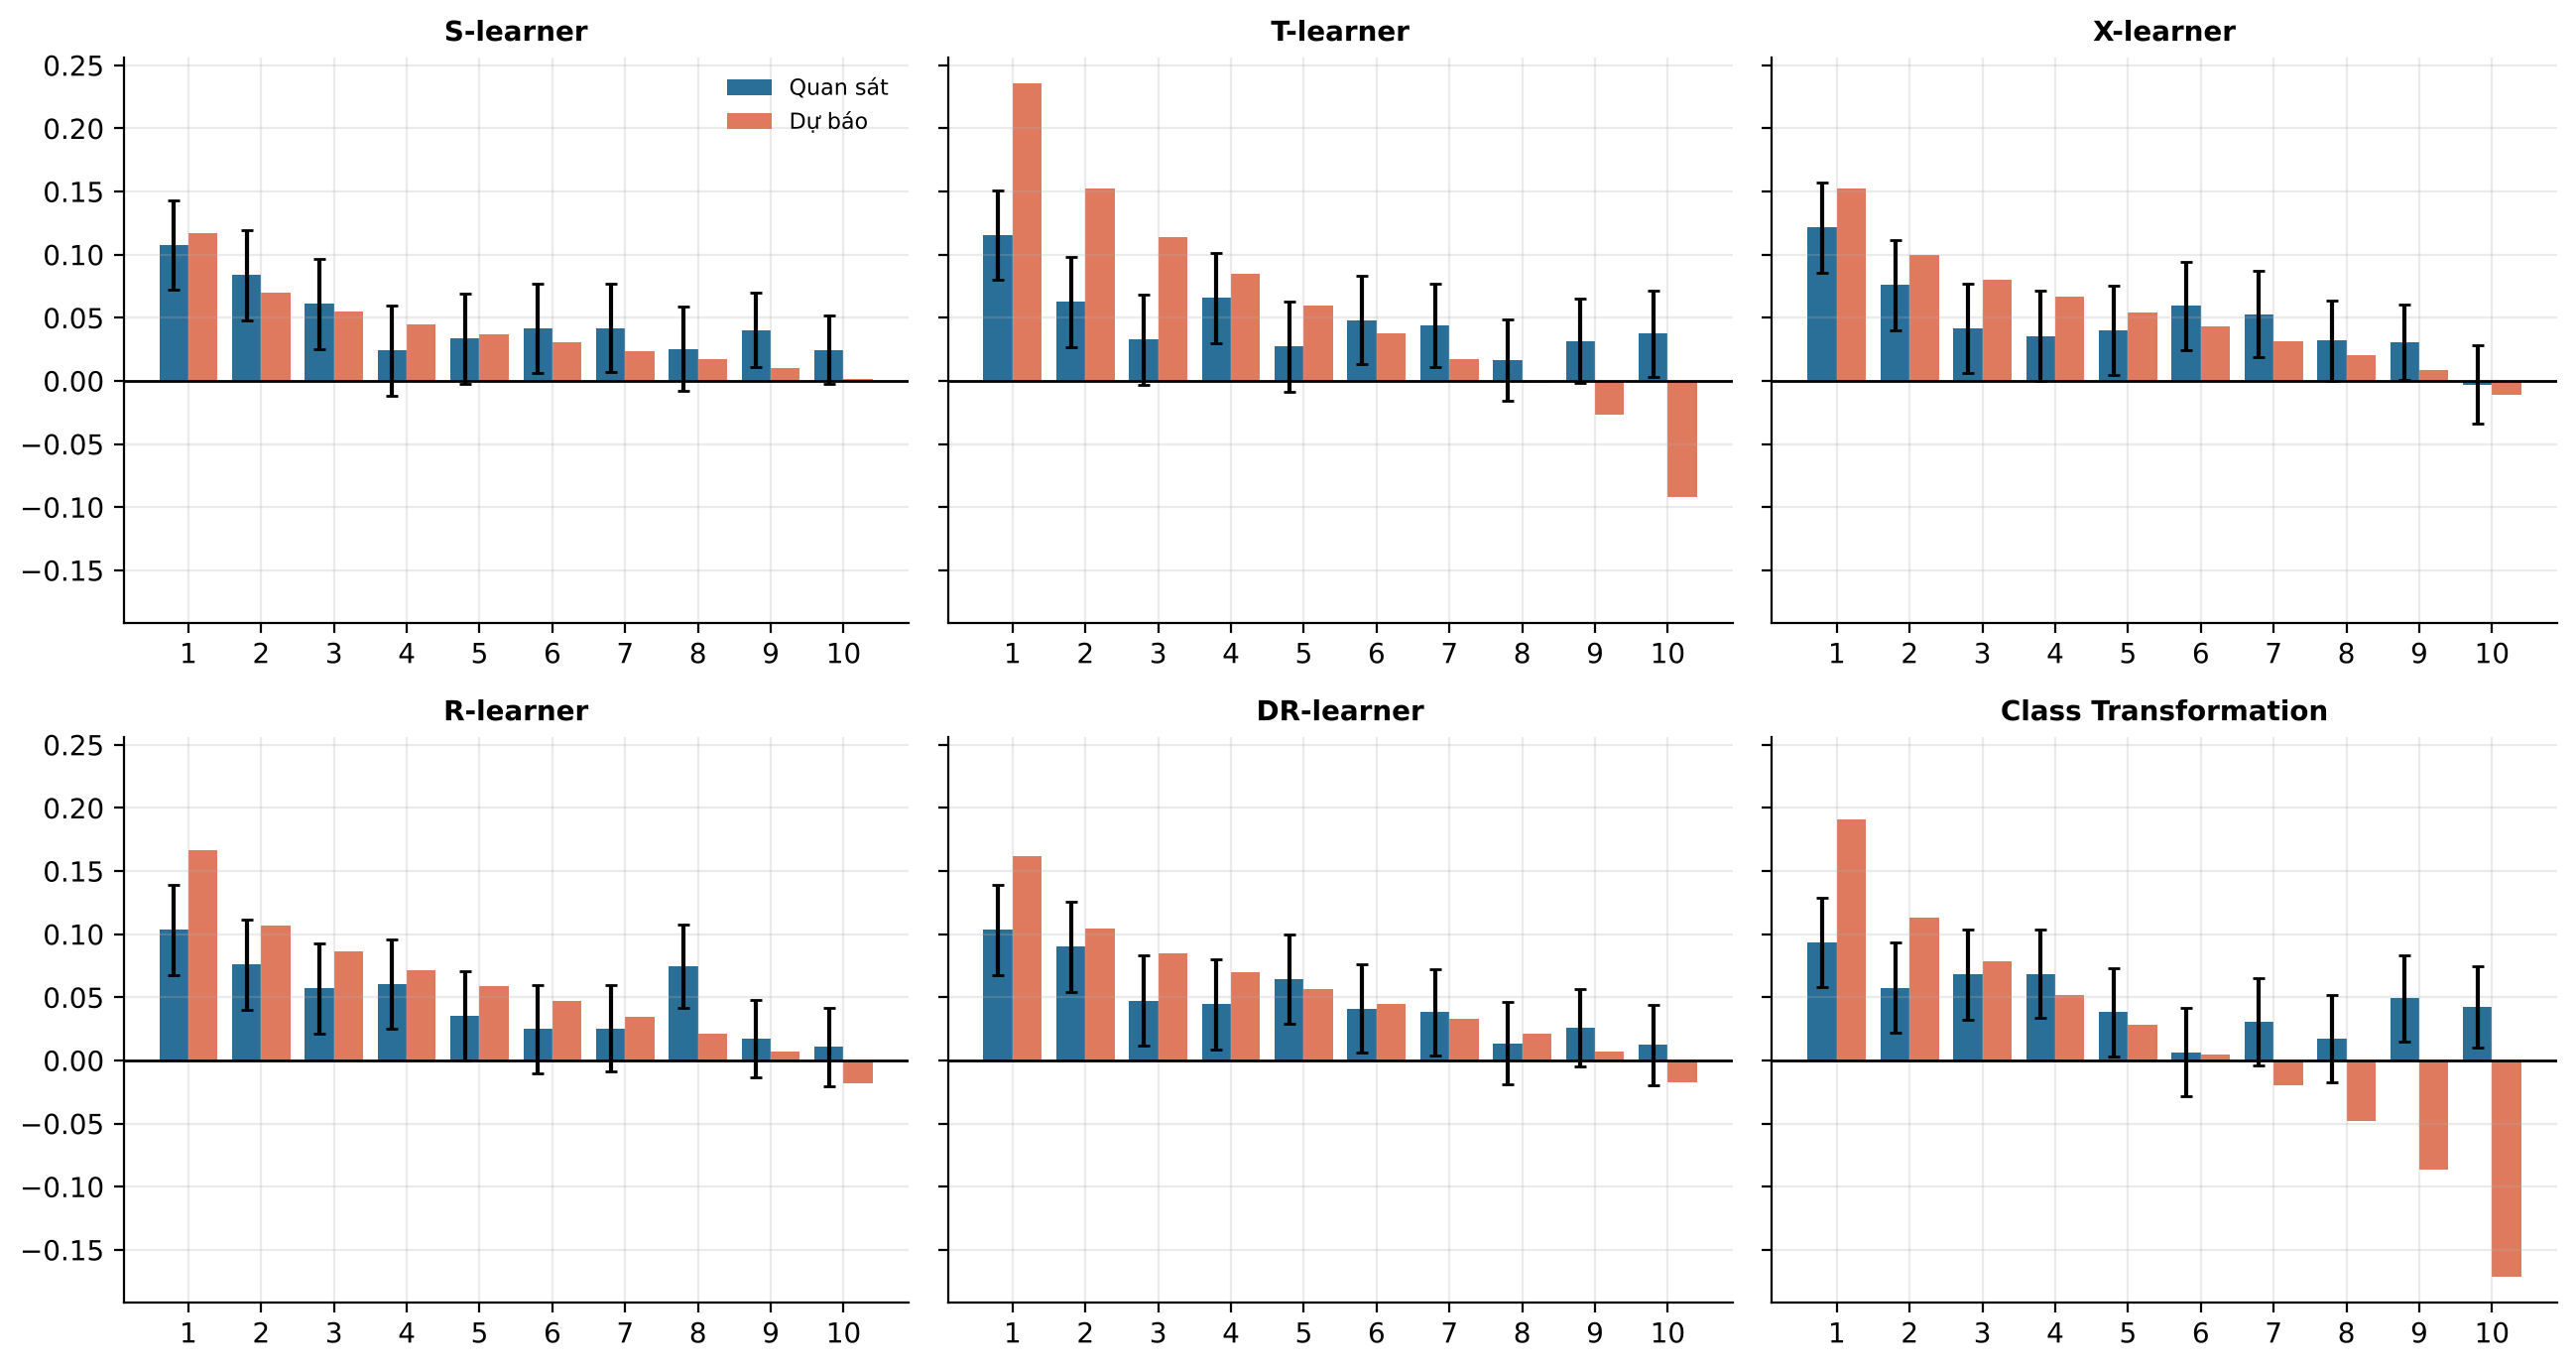 S-learner
0.25
0.20
0.15
0.10
0.05
0.00
−0.05
−0.10
−0.15
Quan sát
Dự báo
1 2 3 4 5 6 7 8 9 10
T-learner
1 2 3 4 5 6 7 8 9 10
X-learner
1 2 3 4 5 6 7 8 9 10
R-learner
0.25
0.20
0.15
0.10
0.05
0.00
−0.05
−0.10
−0.15
1 2 3 4 5 6 7 8 9 10
DR-learner
1 2 3 4 5 6 7 8 9 10
Class Transformation
1 2 3 4 5 6 7 8 9 10